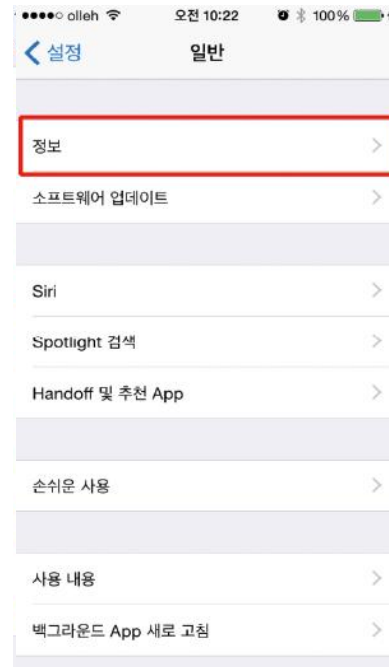 olleh 오전 10:22 100%
설정 일반
정보
소프트웨어 업데이트
Siri
Spotlight 검색
Handoff 및 추천 App
손쉬운 사용
사용 내용
백그라운드 App 새로 고침